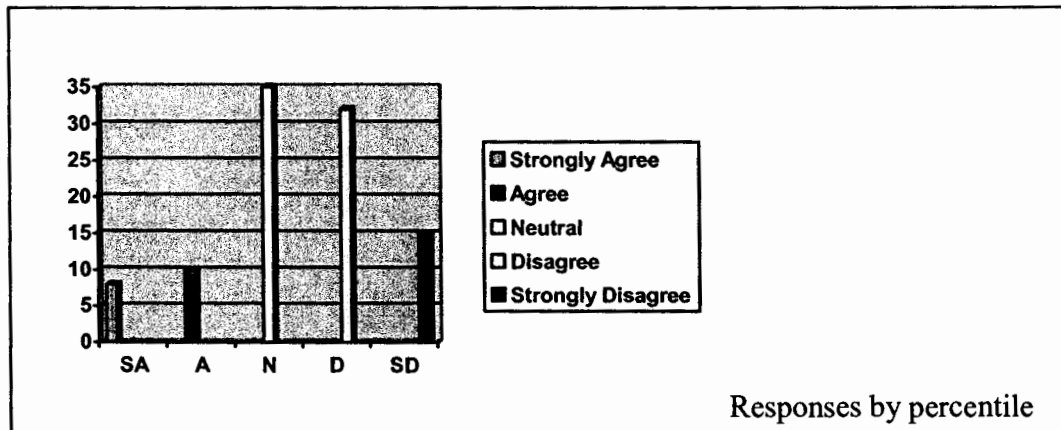 35
30
25
20
15
10
5
0
SA A N D SD
Strongly Agree
Agree
Neutral
Disagree
Strongly Disagree
Responses by percentile